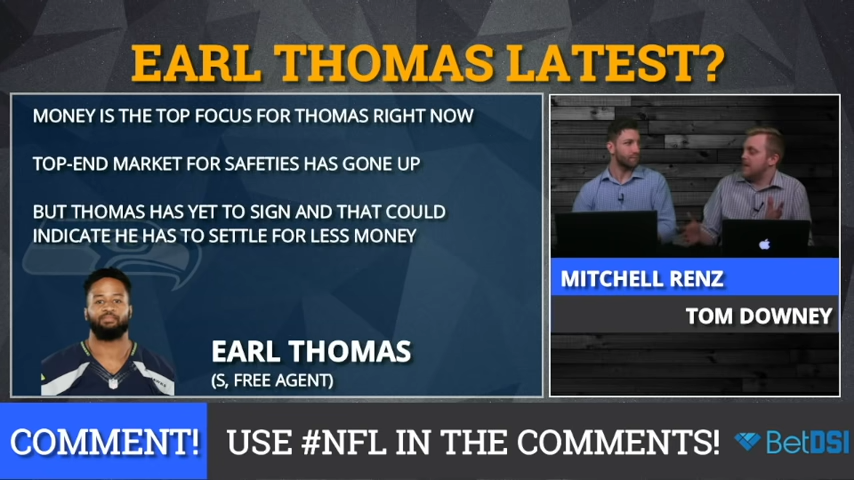 EARL THOMAS LATEST?
MONEY IS THE TOP FOCUS FOR THOMAS RIGHT NOW
TOP-END MARKET FOR SAFETIES HAS GONE UP
BUT THOMAS HAS YET TO SIGN AND THAT COULD
INDICATE HE HAS TO SETTLE FOR LESS MONEY
EARL THOMAS
(S, FREE AGENT)
MITCHELL RENZ
TOM DOWNEY
COMMENT!
USE #NFL IN THE COMMENTS!
BetDSI